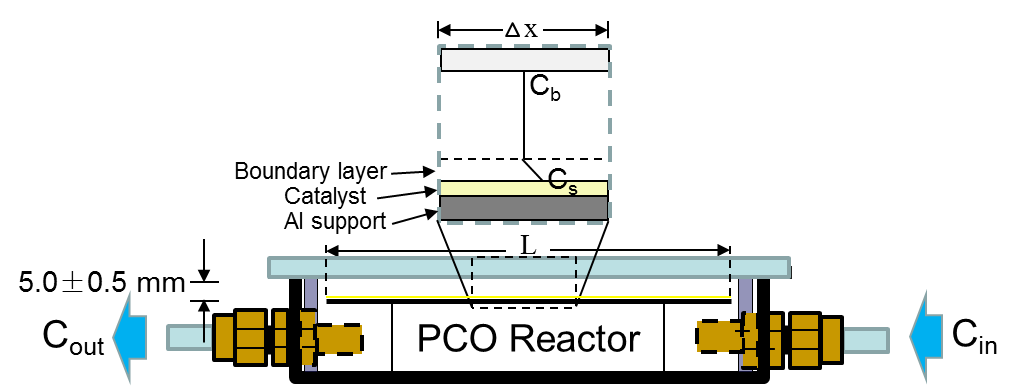 Δx
C_b
Boundary layer
C_s
Catalyst
Al support
L
5.0±0.5 mm
C_out
PCO Reactor
C_in